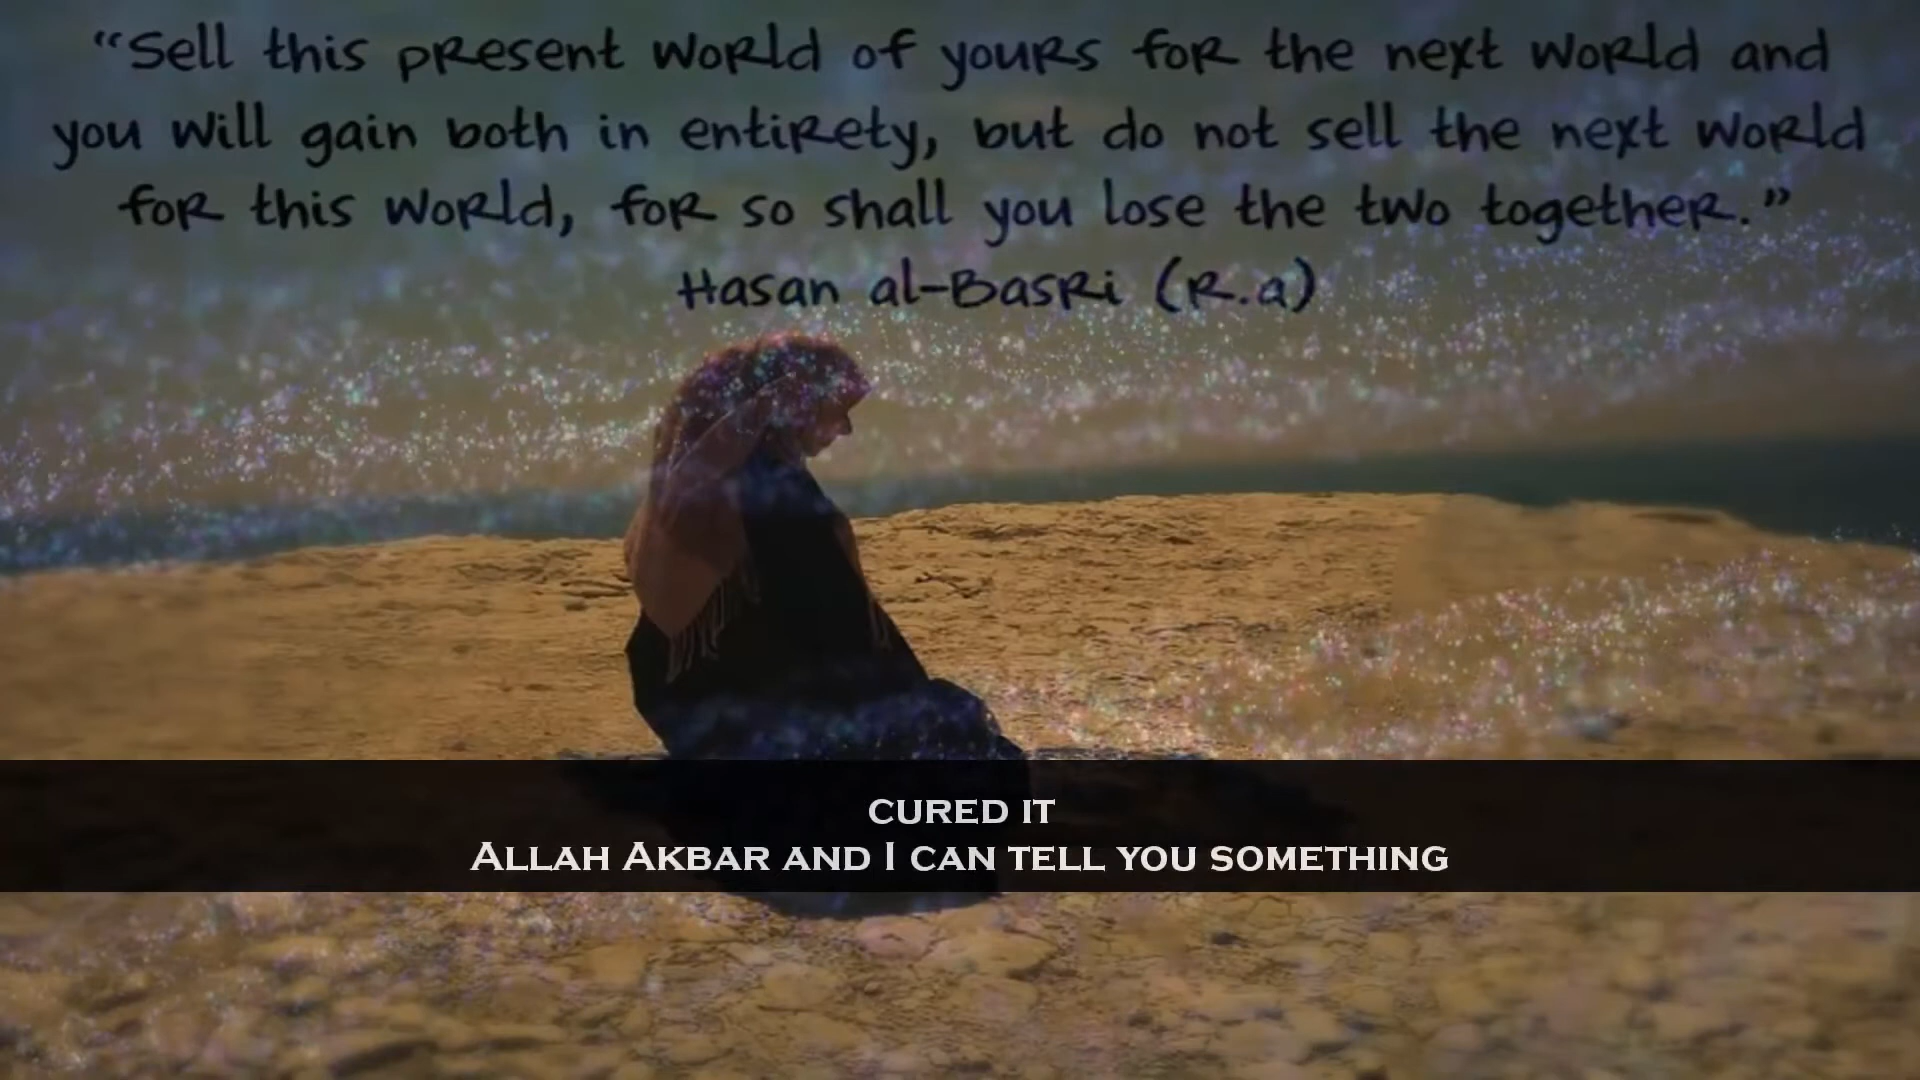 “Sell this present world of yours for the next world and
you will gain both in entirety, but do not sell the next world
for this world, for so shall you lose the two together.”
Hasan al-Basri (R.a)
CURED IT
ALLAH AKBAR AND I CAN TELL YOU SOMETHING